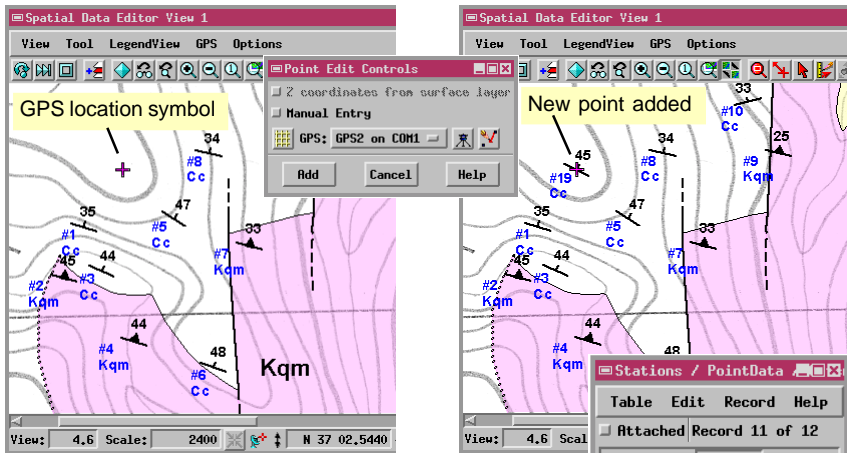 Spatial Data Editor View 1
View Tool LegendView GPS Options
GPS location symbol
34
#8
Cc
35
#1
Cc
47
#5
Cc
33
#7
Kqm
45
#2
Kqm
44
#3
Cc
44
#4
Kqm
48
#6
Cc
Kqm
View: 4.6 Scale: 2400 N 37 02.5440
Point Edit Controls
Z coordinates from surface layer
Manual Entry
GPS: GPS2 on COM1
Add Cancel Help
Spatial Data Editor View 1
View Tool LegendView GPS Options
New point added
33
#10
Cc
25
#9
Kqm
45
#19
Cc
34
#8
Cc
35
#1
Cc
47
#5
Cc
33
#7
Kqm
45
#2
Kqm
44
#3
Cc
44
#4
Kqm
48
View: 4.6 Scal
Stations / PointData /
Table Edit Record Help
Attached Record 11 of 12